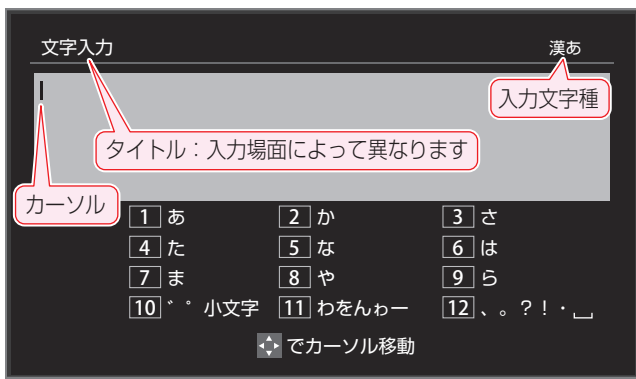 文字入力 漢あ
入力文字種
タイトル：入力場面によって異なります
カーソル
1 あ 2 か 3 さ
4 た 5 な 6 は
7 ま 8 や 9 ら
10 ゛゜小文字 11 わをんゎー 12 、。?!・␣
でカーソル移動